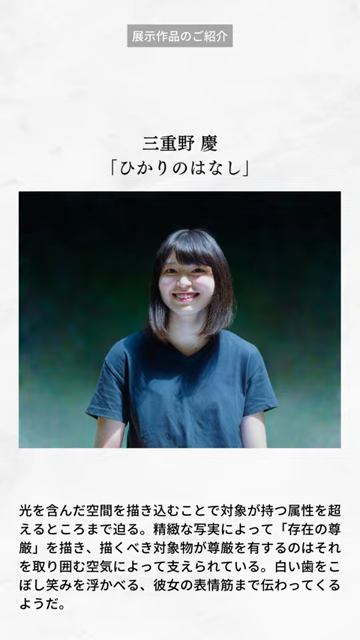 展示作品のご紹介
三重野 慶
「ひかりのはなし」
光を含んだ空間を描き込むことで対象が持つ属性を超
えるところまで迫る。精緻な写実によって「存在の尊
厳」を描き、描くべき対象物が尊厳を有するのはそれ
を取り囲む空気によって支えられている。白い歯をこ
ぼし笑みを浮かべる、彼女の表情筋まで伝わってくる
ようだ。